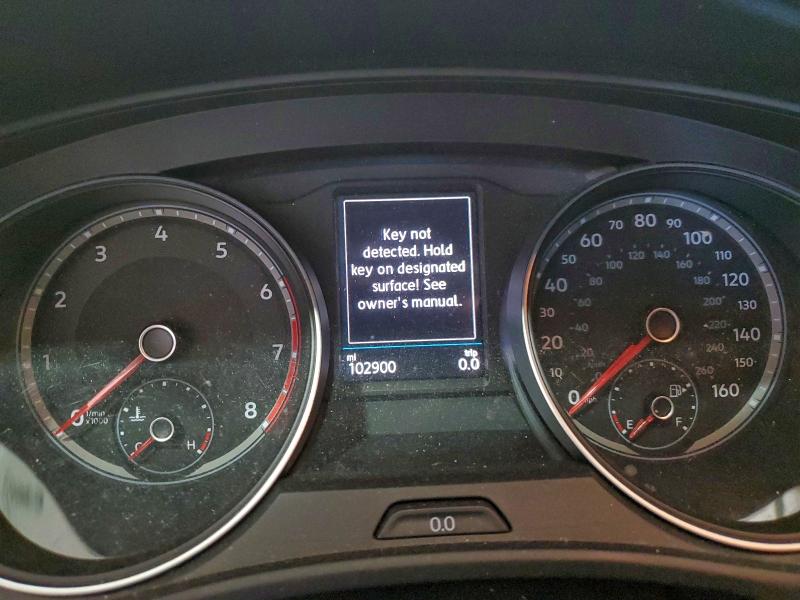 Key not
detected. Hold
key on designated
surface! See
owner's manual.
mi trip
102900 0.0
0 1 2 3 4 5 6 7 8
1/min
x1000
C H
0 10 20 30 40 50 60 70 80 90 100 110 120 130 140 150 160
mph
0 20 40 60 80 100 120 140 160 180 200 220 240 260
E F
0.0